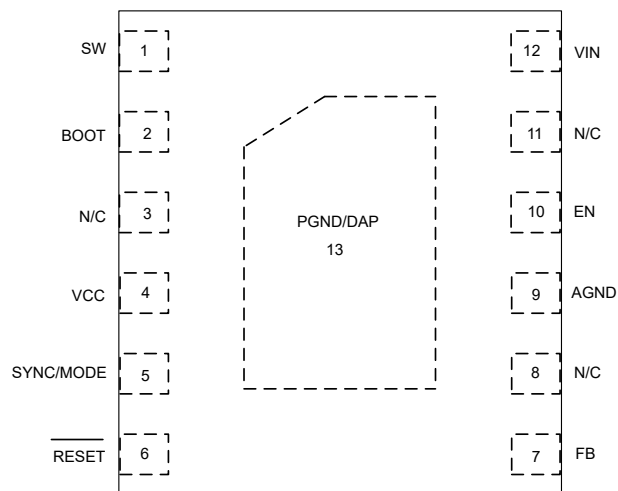 SW 1 12 VIN
BOOT 2 11 N/C
N/C 3 10 EN
PGND/DAP
13
VCC 4 9 AGND
SYNC/MODE 5 8 N/C
RESET 6 7 FB